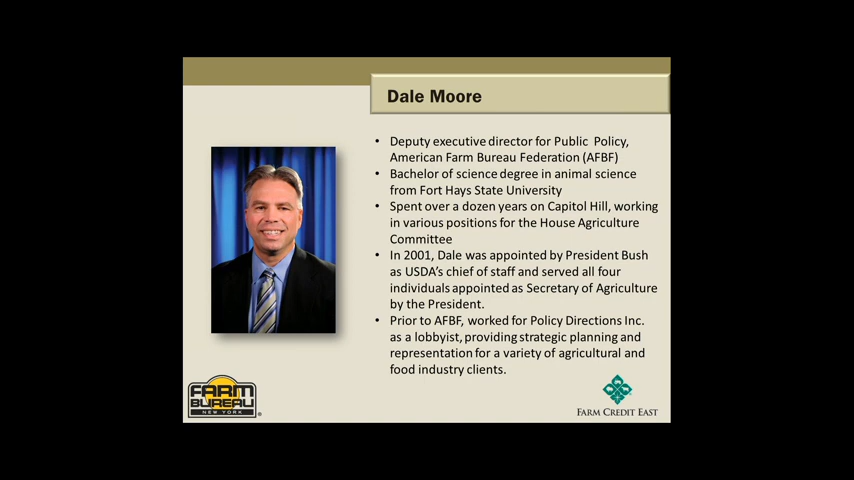 Dale Moore
• Deputy executive director for Public Policy,
American Farm Bureau Federation (AFBF)
• Bachelor of science degree in animal science
from Fort Hays State University
• Spent over a dozen years on Capitol Hill, working
in various positions for the House Agriculture
Committee
• In 2001, Dale was appointed by President Bush
as USDA’s chief of staff and served all four
individuals appointed as Secretary of Agriculture
by the President.
• Prior to AFBF, worked for Policy Directions Inc.
as a lobbyist, providing strategic planning and
representation for a variety of agricultural and
food industry clients.
FARM
BUREAU
NEW YORK
®
FARM CREDIT EAST